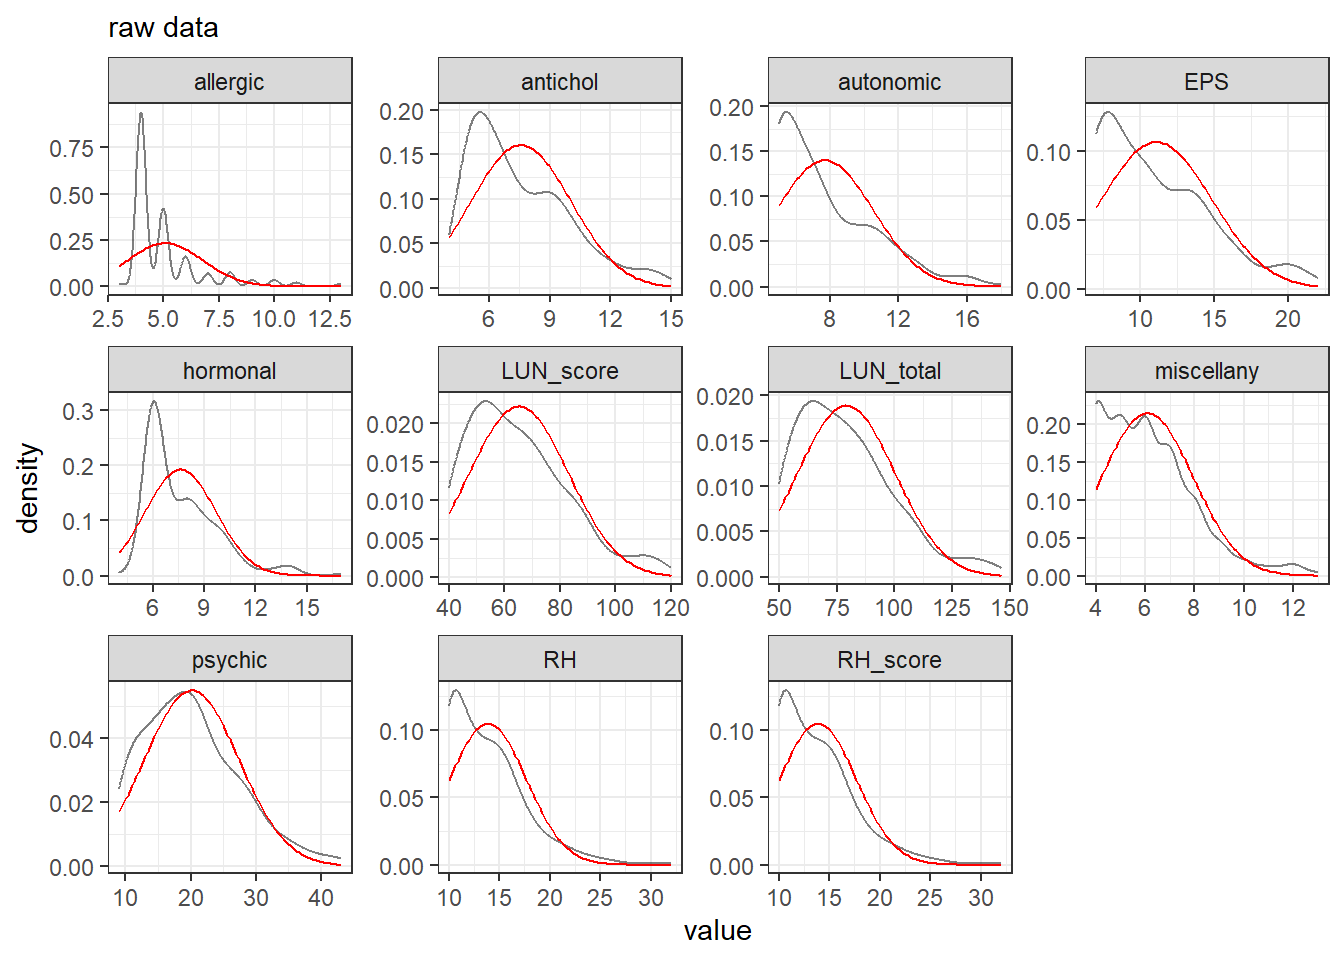 raw data
allergic antichol autonomic EPS
0.75
0.50
0.25
0.00
2.5 5.0 7.5 10.0 12.5
0.20
0.15
0.10
0.05
0.00
6 9 12 15
0.20
0.15
0.10
0.05
0.00
8 12 16
0.10
0.05
0.00
10 15 20
hormonal LUN_score LUN_total miscellany
0.3
0.2
0.1
0.0
6 9 12 15
0.020
0.015
0.010
0.005
0.000
40 60 80 100 120
0.020
0.015
0.010
0.005
0.000
50 75 100 125 150
0.20
0.15
0.10
0.05
0.00
4 6 8 10 12
psychic RH RH_score
0.04
0.02
0.00
10 20 30 40
0.10
0.05
0.00
10 15 20 25 30
0.10
0.05
0.00
10 15 20 25 30
density
value